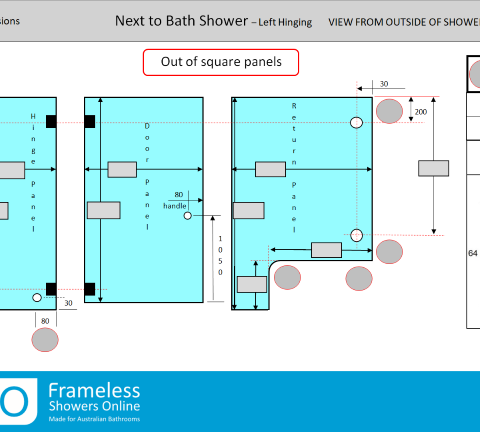 sions
Next to Bath Shower – Left Hinging
VIEW FROM OUTSIDE OF SHOWER
Out of square panels
Hinge Panel
Door Panel
Return Panel
30
200
80
handle
1050
30
80
64
Frameless
Showers Online
Made for Australian Bathrooms